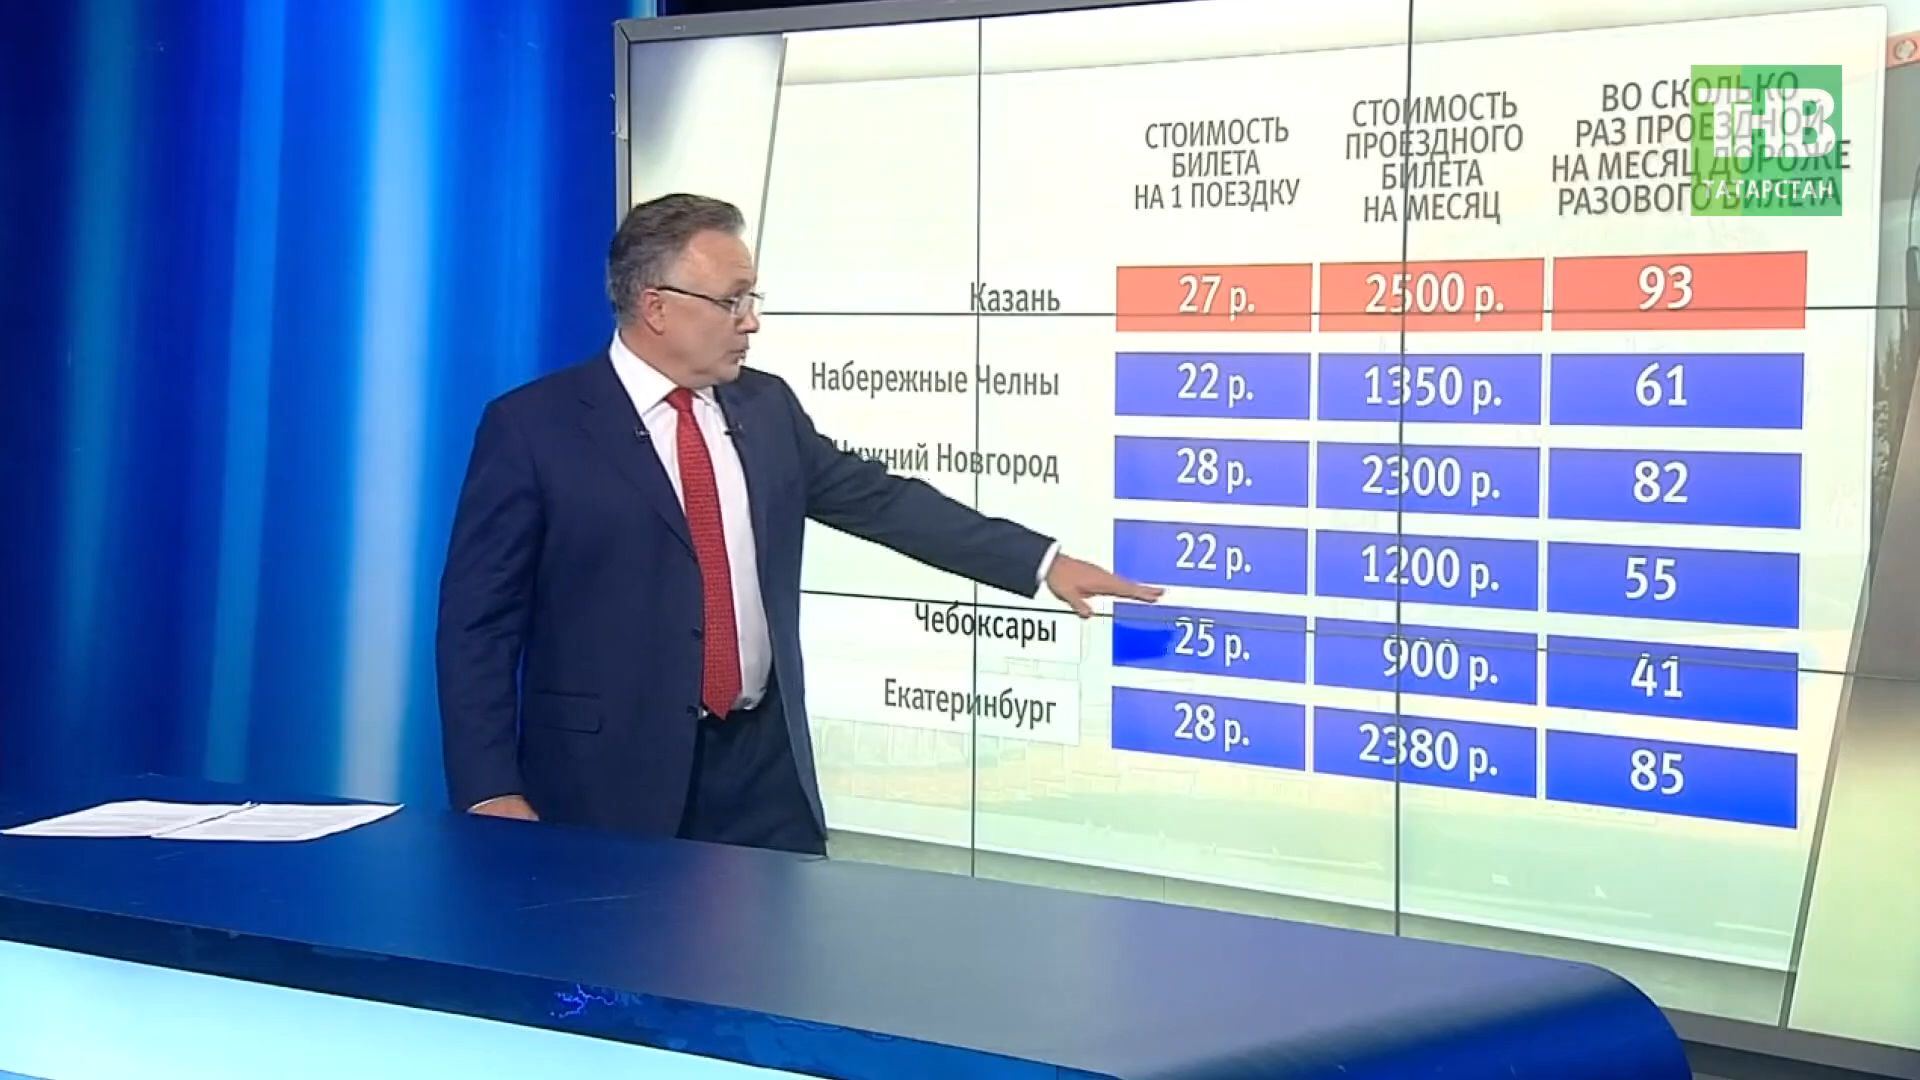 ТНВ
ТАТАРСТАН
СТОИМОСТЬ
БИЛЕТА
НА 1 ПОЕЗДКУ
СТОИМОСТЬ
ПРОЕЗДНОГО
БИЛЕТА
НА МЕСЯЦ
ВО СКОЛЬКО
РАЗ ПРОЕЗДНОЙ
НА МЕСЯЦ ДОРОЖЕ
РАЗОВОГО БИЛЕТА
Казань 27 р. 2500 р. 93
Набережные Челны 22 р. 1350 р. 61
Нижний Новгород 28 р. 2300 р. 82
22 р. 1200 р. 55
Чебоксары 25 р. 900 р. 41
Екатеринбург 28 р. 2380 р. 85